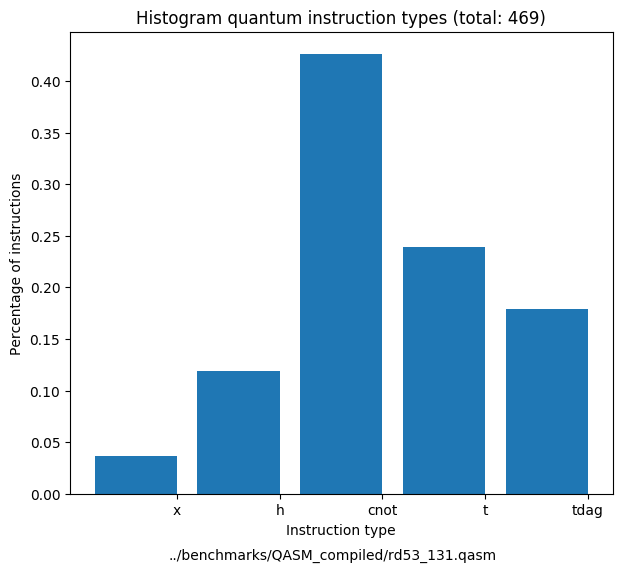 Histogram quantum instruction types (total: 469)
Percentage of instructions
0.40
0.35
0.30
0.25
0.20
0.15
0.10
0.05
0.00
x h cnot t tdag
Instruction type
../benchmarks/QASM_compiled/rd53_131.qasm